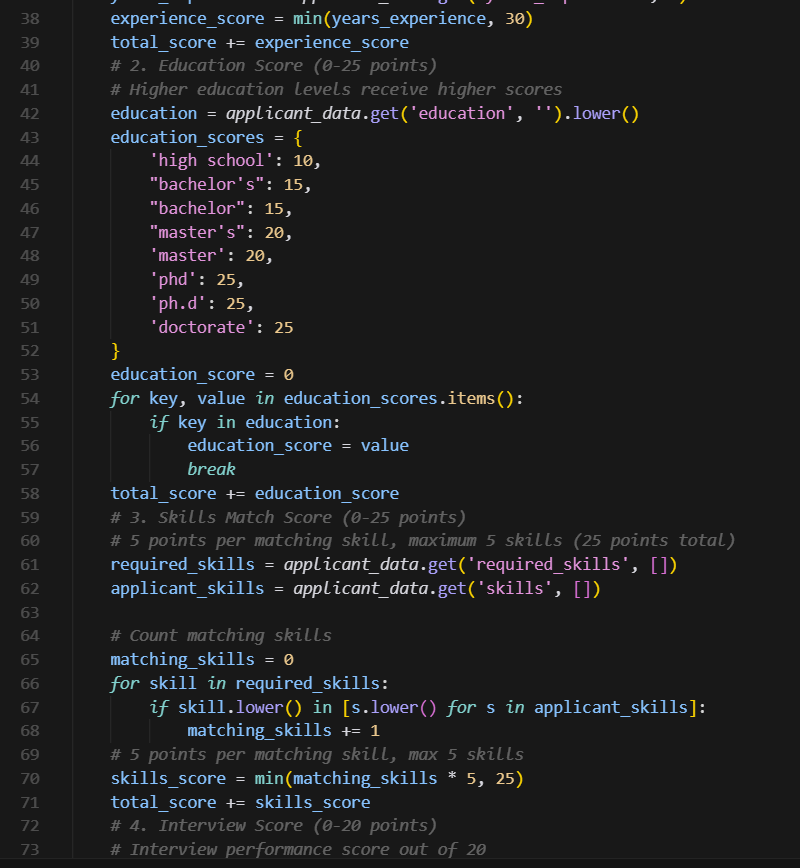 38 experience_score = min(years_experience, 30)
39 total_score += experience_score
40 # 2. Education Score (0-25 points)
41 # Higher education levels receive higher scores
42 education = applicant_data.get('education', '').lower()
43 education_scores = {
44 'high school': 10,
45 "bachelor's": 15,
46 "bachelor": 15,
47 "master's": 20,
48 'master': 20,
49 'phd': 25,
50 'ph.d': 25,
51 'doctorate': 25
52 }
53 education_score = 0
54 for key, value in education_scores.items():
55 if key in education:
56 education_score = value
57 break
58 total_score += education_score
59 # 3. Skills Match Score (0-25 points)
60 # 5 points per matching skill, maximum 5 skills (25 points total)
61 required_skills = applicant_data.get('required_skills', [])
62 applicant_skills = applicant_data.get('skills', [])
63
64 # Count matching skills
65 matching_skills = 0
66 for skill in required_skills:
67 if skill.lower() in [s.lower() for s in applicant_skills]:
68 matching_skills += 1
69 # 5 points per matching skill, max 5 skills
70 skills_score = min(matching_skills * 5, 25)
71 total_score += skills_score
72 # 4. Interview Score (0-20 points)
73 # Interview performance score out of 20